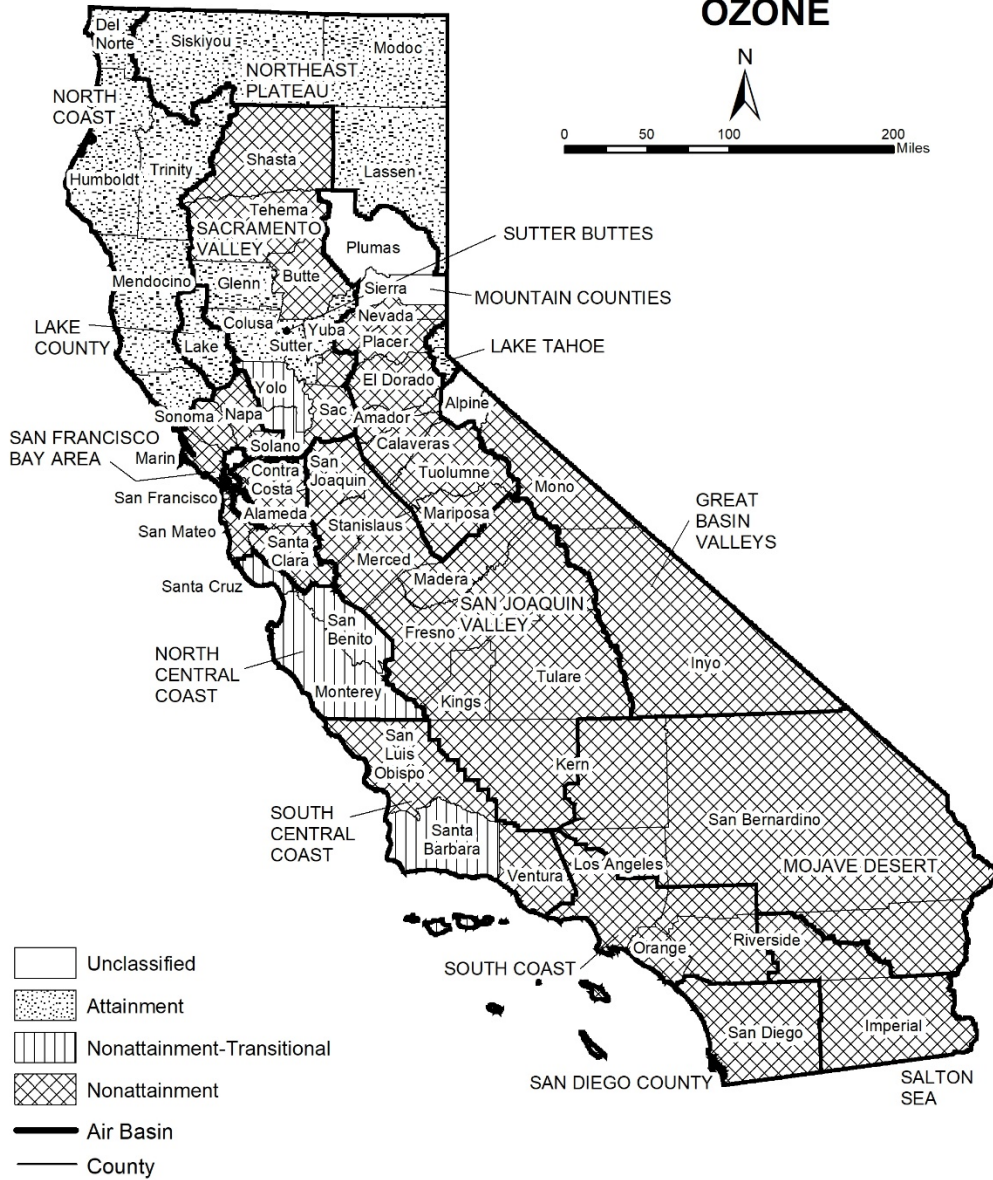 OZONE
N
0 50 100 200
Miles
Del
Norte
Siskiyou
Modoc
NORTHEAST
PLATEAU
NORTH
COAST
Shasta
Trinity
Humboldt
Lassen
Tehema
SACRAMENTO
VALLEY
Plumas
SUTTER BUTTES
Mendocino
Glenn
Butte
Sierra
MOUNTAIN COUNTIES
Nevada
Colusa
Yuba
Sutter
Placer
LAKE
COUNTY
Lake
LAKE TAHOE
Yolo
El Dorado
Alpine
Sonoma
Napa
Sac
Amador
SAN FRANCISCO
BAY AREA
Solano
Calaveras
Marin
Contra
Costa
San
Joaquin
Tuolumne
Mono
San Francisco
Alameda
Stanislaus
Mariposa
GREAT
BASIN
VALLEYS
San Mateo
Santa
Clara
Merced
Santa Cruz
Madera
SAN JOAQUIN
VALLEY
San
Benito
Fresno
NORTH
CENTRAL
COAST
Monterey
Kings
Tulare
Inyo
San
Luis
Obispo
Kern
SOUTH
CENTRAL
COAST
Santa
Barbara
San Bernardino
Ventura
Los Angeles
MOJAVE DESERT
Orange
Riverside
SOUTH COAST
San Diego
Imperial
SAN DIEGO COUNTY
SALTON
SEA
Unclassified
Attainment
Nonattainment-Transitional
Nonattainment
Air Basin
County